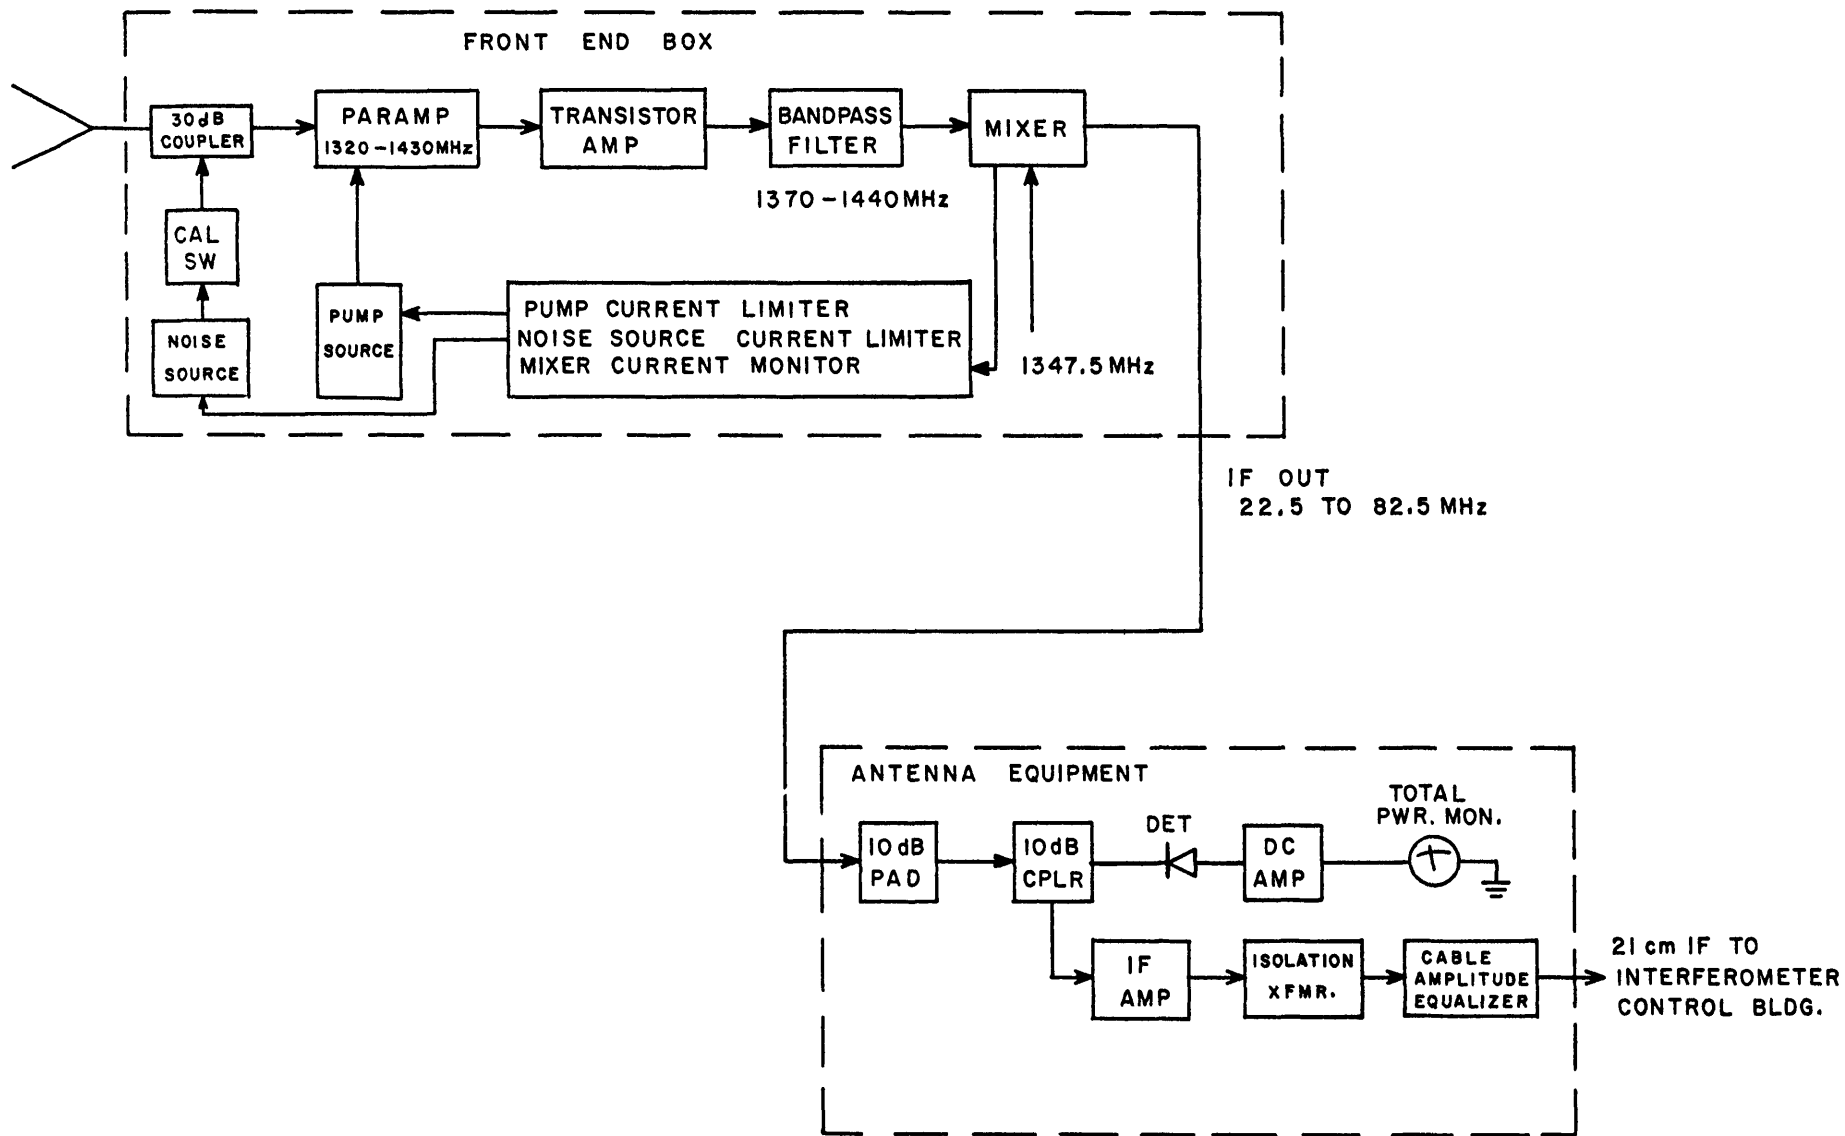 FRONT END BOX
30dB
COUPLER
PARAMP
1320-1430MHz
TRANSISTOR
AMP
BANDPASS
FILTER
MIXER
1370-1440MHz
CAL
SW
NOISE
SOURCE
PUMP
SOURCE
PUMP CURRENT LIMITER
NOISE SOURCE CURRENT LIMITER
MIXER CURRENT MONITOR
1347.5MHz
IF OUT
22.5 TO 82.5MHz
ANTENNA EQUIPMENT
10dB
PAD
10dB
CPLR
DET
DC
AMP
TOTAL
PWR. MON.
IF
AMP
ISOLATION
XFMR.
CABLE
AMPLITUDE
EQUALIZER
21 cm IF TO
INTERFEROMETER
CONTROL BLDG.